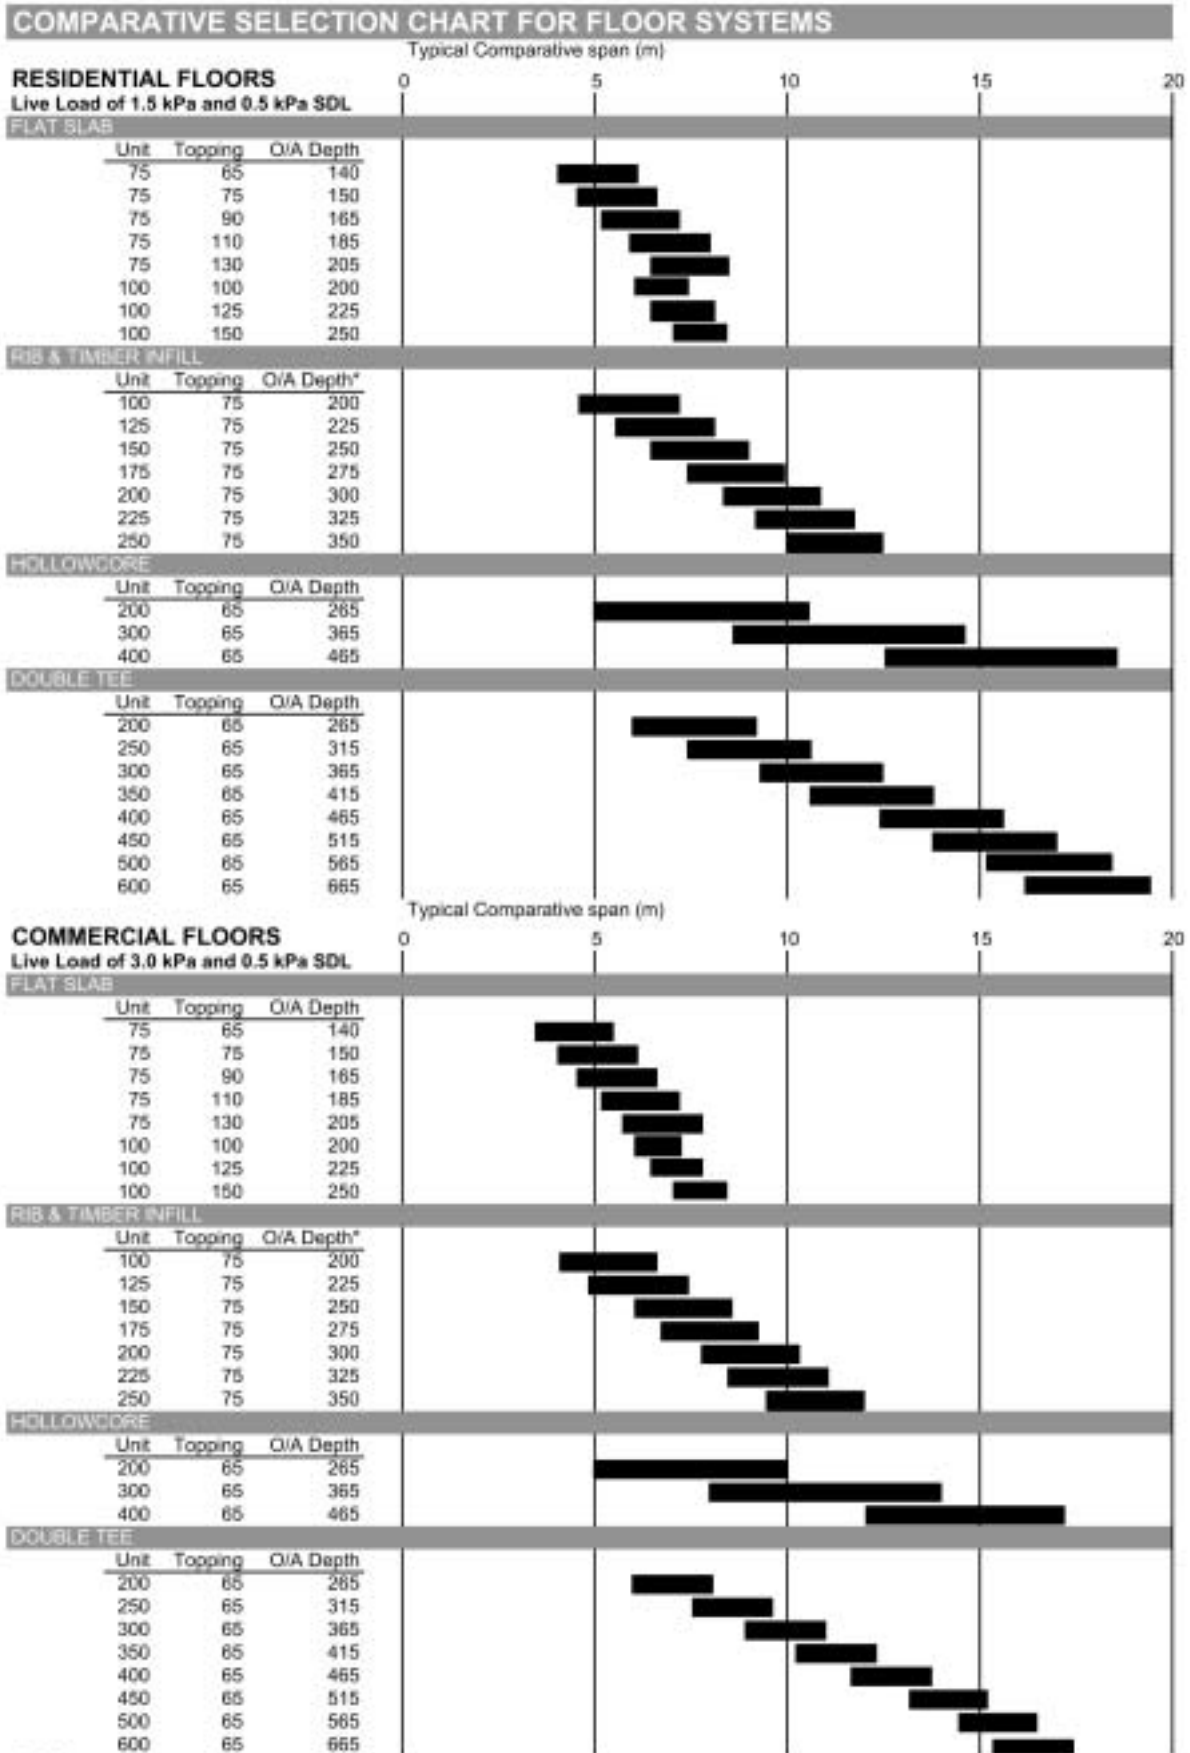 COMPARATIVE SELECTION CHART FOR FLOOR SYSTEMS
Typical Comparative span (m)
RESIDENTIAL FLOORS 0 5 10 15 20
Live Load of 1.5 kPa and 0.5 kPa SDL
FLAT SLAB
Unit Topping O/A Depth
75 65 140
75 75 150
75 90 165
75 110 185
75 130 205
100 100 200
100 125 225
100 150 250
RIB & TIMBER INFILL
Unit Topping O/A Depth*
100 75 200
125 75 225
150 75 250
175 75 275
200 75 300
225 75 325
250 75 350
HOLLOWCORE
Unit Topping O/A Depth
200 65 265
300 65 365
400 65 465
DOUBLE TEE
Unit Topping O/A Depth
200 65 265
250 65 315
300 65 365
350 65 415
400 65 465
450 65 515
500 65 565
600 65 665
Typical Comparative span (m)
COMMERCIAL FLOORS 0 5 10 15 20
Live Load of 3.0 kPa and 0.5 kPa SDL
FLAT SLAB
Unit Topping O/A Depth
75 65 140
75 75 150
75 90 165
75 110 185
75 130 205
100 100 200
100 125 225
100 150 250
RIB & TIMBER INFILL
Unit Topping O/A Depth*
100 75 200
125 75 225
150 75 250
175 75 275
200 75 300
225 75 325
250 75 350
HOLLOWCORE
Unit Topping O/A Depth
200 65 265
300 65 365
400 65 465
DOUBLE TEE
Unit Topping O/A Depth
200 65 265
250 65 315
300 65 365
350 65 415
400 65 465
450 65 515
500 65 565
600 65 665